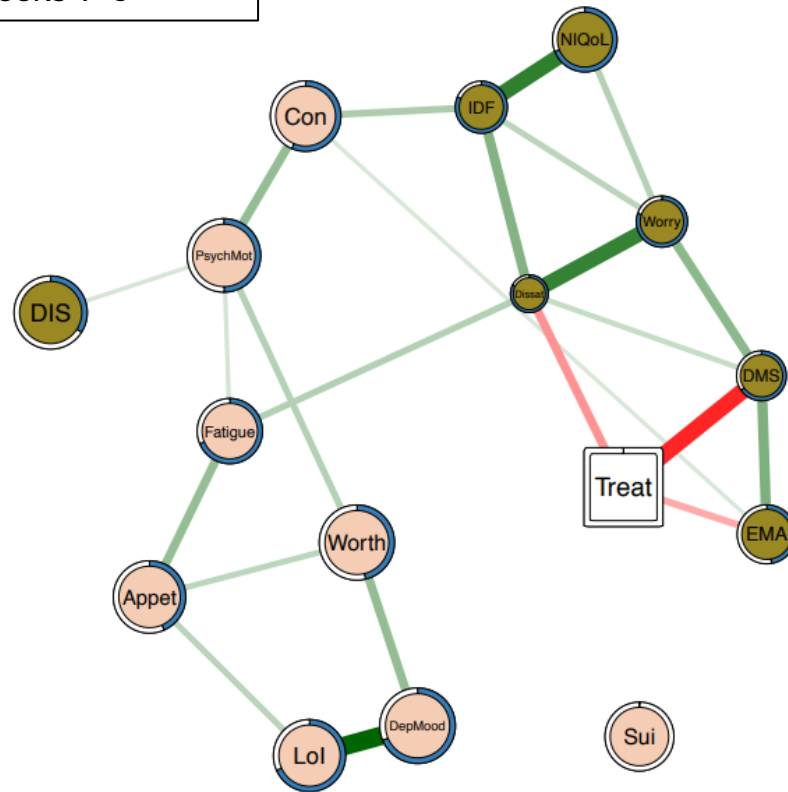 NIQoL
IDF
Con
Worry
PsychMot
Dissat
DIS
DMS
Fatigue
Treat
EMA
Worth
Appet
Sui
DepMood
LoI